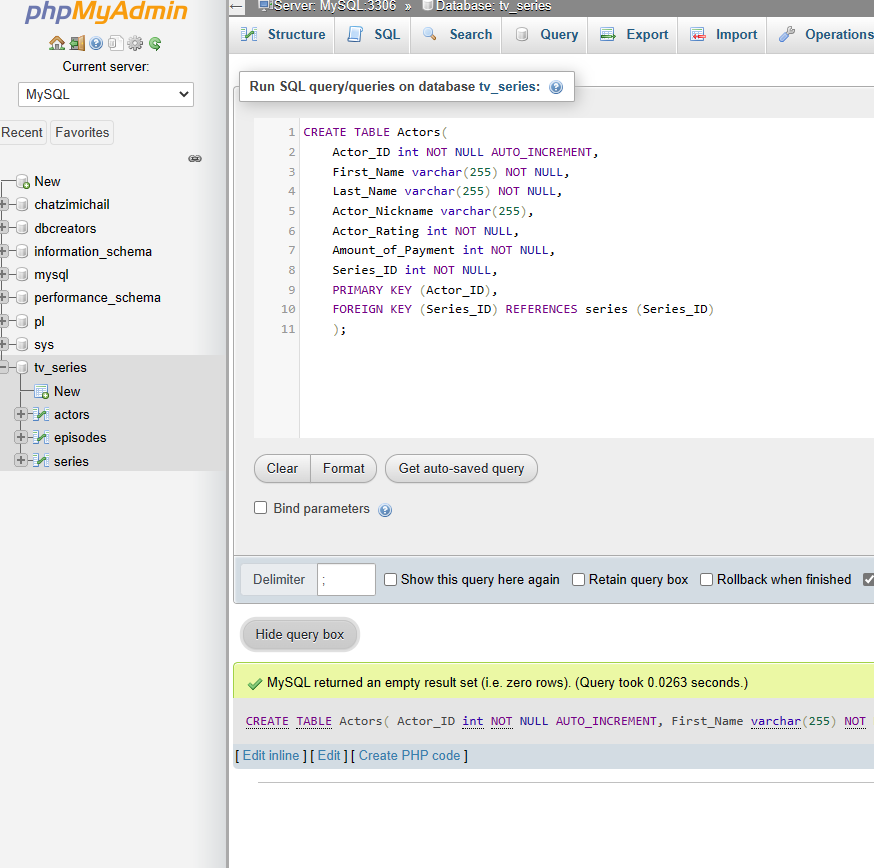 phpMyAdmin
Current server:
MySQL
Recent Favorites
New
chatzimichail
dbcreators
information_schema
mysql
performance_schema
pl
sys
tv_series
New
actors
episodes
series
Server: MySQL:3306 » Database: tv_series
Structure SQL Search Query Export Import Operations
Run SQL query/queries on database tv_series:
1 CREATE TABLE Actors(
2 Actor_ID int NOT NULL AUTO_INCREMENT,
3 First_Name varchar(255) NOT NULL,
4 Last_Name varchar(255) NOT NULL,
5 Actor_Nickname varchar(255),
6 Actor_Rating int NOT NULL,
7 Amount_of_Payment int NOT NULL,
8 Series_ID int NOT NULL,
9 PRIMARY KEY (Actor_ID),
10 FOREIGN KEY (Series_ID) REFERENCES series (Series_ID)
11 );
Clear Format Get auto-saved query
Bind parameters
Delimiter ; Show this query here again Retain query box Rollback when finished
Hide query box
MySQL returned an empty result set (i.e. zero rows). (Query took 0.0263 seconds.)
CREATE TABLE Actors( Actor_ID int NOT NULL AUTO_INCREMENT, First_Name varchar(255) NOT
[ Edit inline ] [ Edit ] [ Create PHP code ]